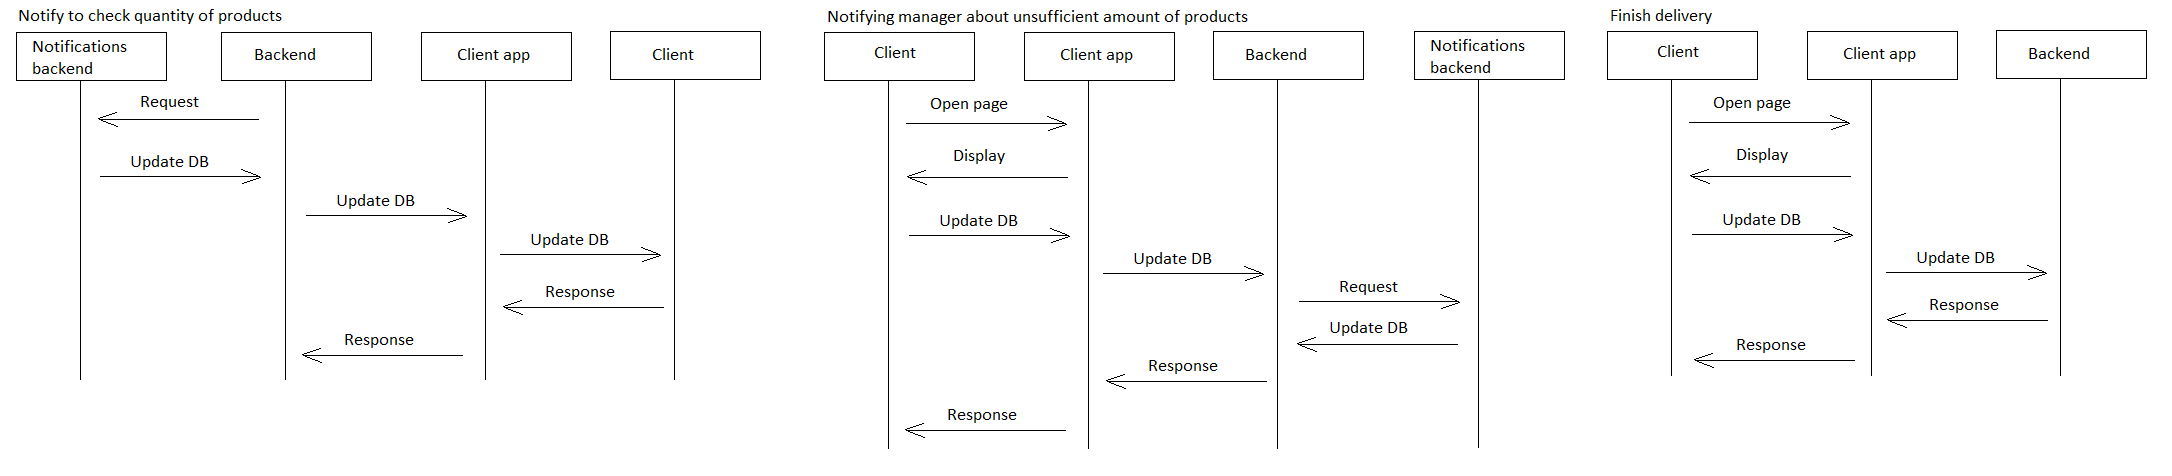 Notify to check quantity of products
Notifications
backend
Backend
Client app
Client
Request
Update DB
Update DB
Update DB
Response
Response
Notifying manager about unsufficient amount of products
Client
Client app
Backend
Notifications
backend
Open page
Display
Update DB
Update DB
Request
Update DB
Response
Response
Finish delivery
Client
Client app
Backend
Open page
Display
Update DB
Update DB
Response
Response